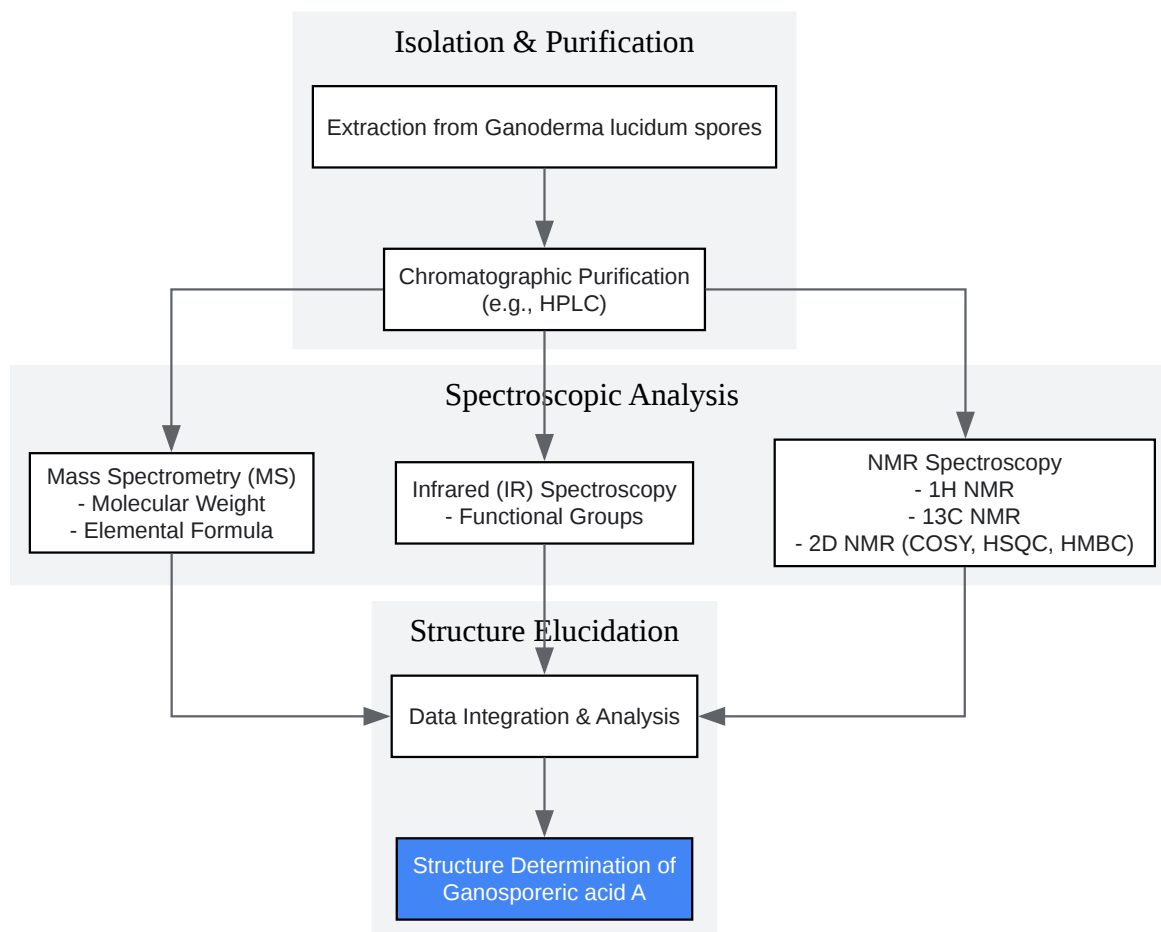 Isolation & Purification
Extraction from Ganoderma lucidum spores
Chromatographic Purification
(e.g., HPLC)
Spectroscopic Analysis
Mass Spectrometry (MS)
- Molecular Weight
- Elemental Formula
Infrared (IR) Spectroscopy
- Functional Groups
NMR Spectroscopy
- 1H NMR
- 13C NMR
- 2D NMR (COSY, HSQC, HMBC)
Structure Elucidation
Data Integration & Analysis
Structure Determination of
Ganosporeric acid A